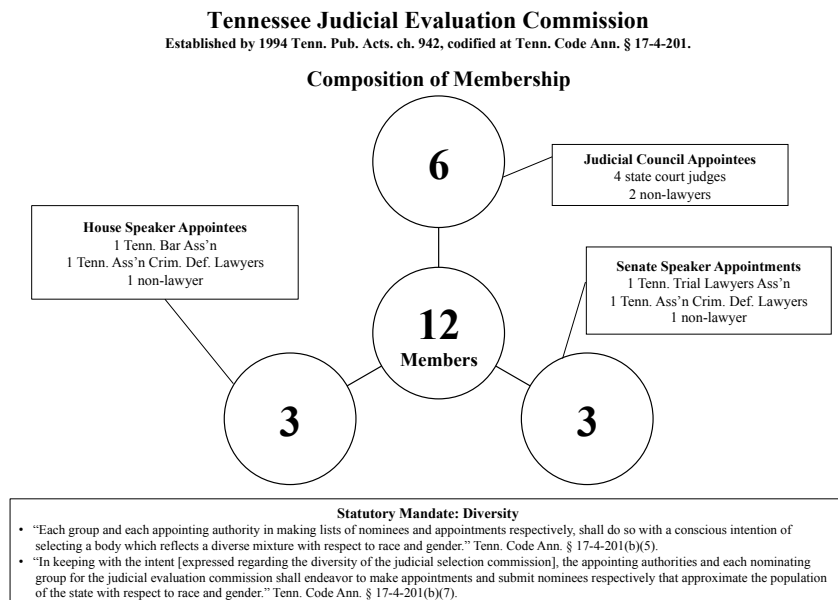 Tennessee Judicial Evaluation Commission
Established by 1994 Tenn. Pub. Acts. ch. 942, codified at Tenn. Code Ann. § 17-4-201.
Composition of Membership
6
Judicial Council Appointees
4 state court judges
2 non-lawyers
House Speaker Appointees
1 Tenn. Bar Ass’n
1 Tenn. Ass’n Crim. Def. Lawyers
1 non-lawyer
Senate Speaker Appointments
1 Tenn. Trial Lawyers Ass’n
1 Tenn. Ass’n Crim. Def. Lawyers
1 non-lawyer
12
Members
3
3
Statutory Mandate: Diversity
• “Each group and each appointing authority in making lists of nominees and appointments respectively, shall do so with a conscious intention of
selecting a body which reflects a diverse mixture with respect to race and gender.” Tenn. Code Ann. § 17-4-201(b)(5).
• “In keeping with the intent [expressed regarding the diversity of the judicial selection commission], the appointing authorities and each nominating
group for the judicial evaluation commission shall endeavor to make appointments and submit nominees respectively that approximate the population
of the state with respect to race and gender.” Tenn. Code Ann. § 17-4-201(b)(7).